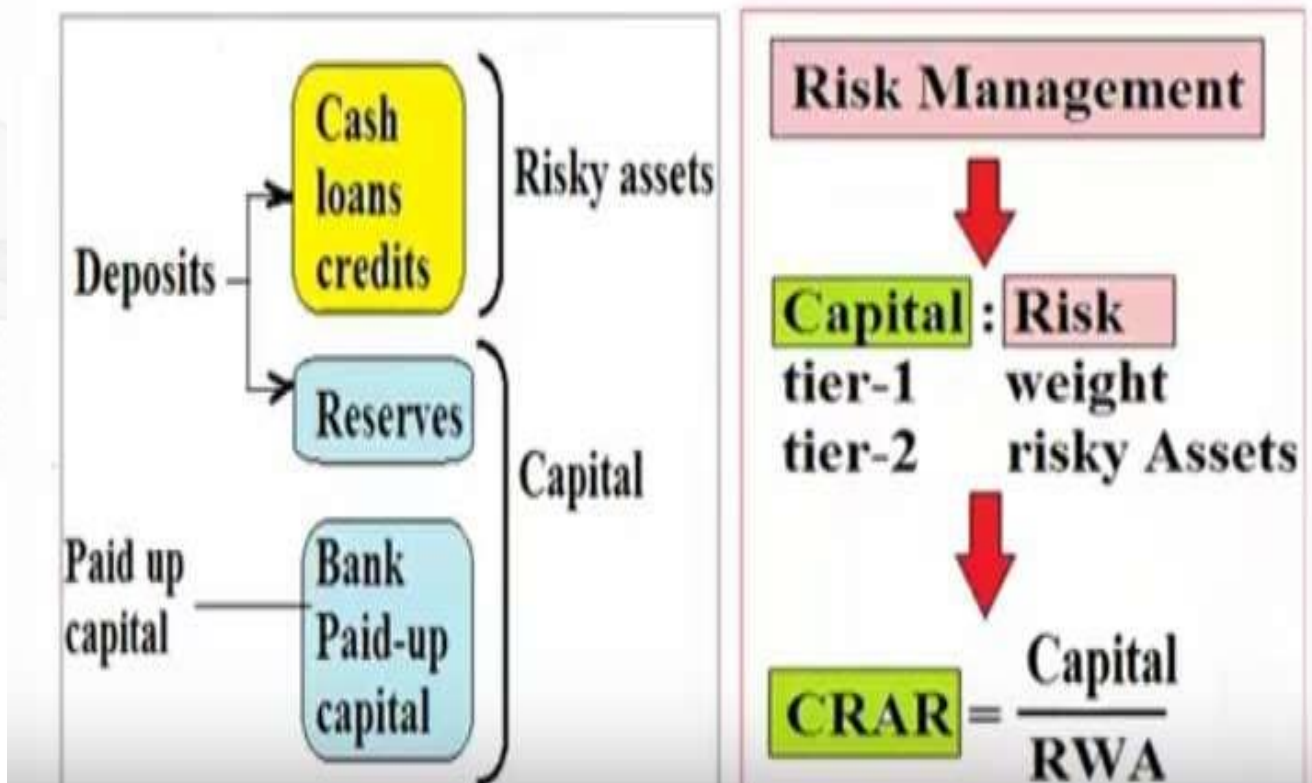 Deposits
Cash
loans
credits
Risky assets
Reserves
Capital
Paid up
capital
Bank
Paid-up
capital
Risk Management
Capital : Risk
tier-1 weight
tier-2 risky Assets
CRAR = Capital
RWA